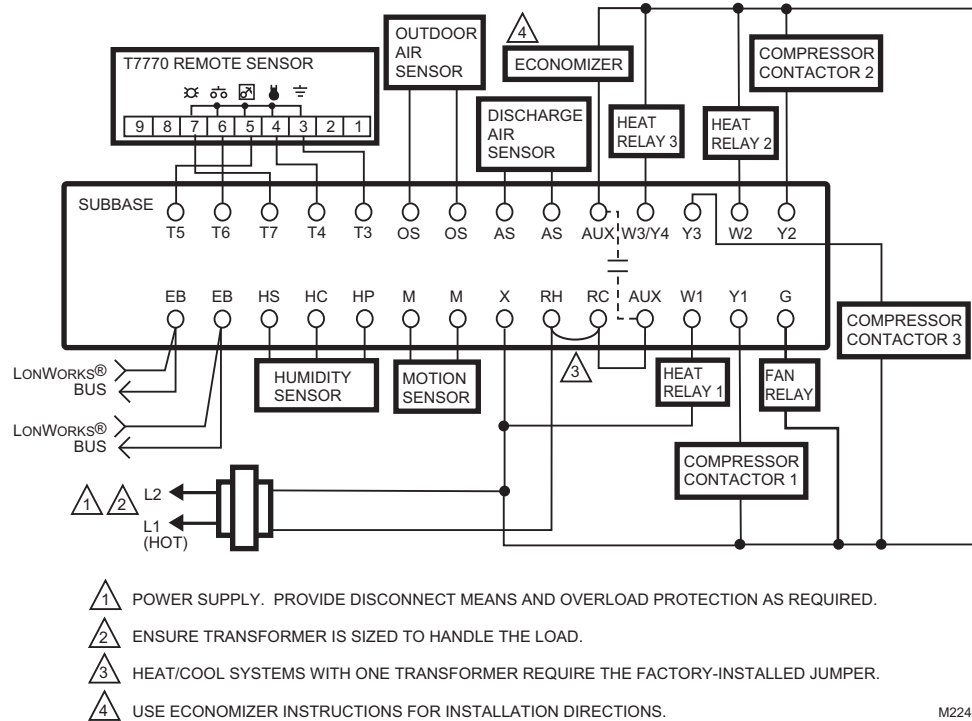 4
OUTDOOR
AIR
SENSOR
ECONOMIZER
COMPRESSOR
CONTACTOR 2
T7770 REMOTE SENSOR
9 8 7 6 5 4 3 2 1
DISCHARGE
AIR
SENSOR
HEAT
RELAY 3
HEAT
RELAY 2
SUBBASE
T5 T6 T7 T4 T3 OS OS AS AS AUX W3/Y4 Y3 W2 Y2
EB EB HS HC HP M M X RH RC AUX W1 Y1 G
COMPRESSOR
CONTACTOR 3
LONWORKS®
BUS
LONWORKS®
BUS
HUMIDITY
SENSOR
MOTION
SENSOR
3
HEAT
RELAY 1
FAN
RELAY
COMPRESSOR
CONTACTOR 1
1 2 L2
L1
(HOT)
1 POWER SUPPLY. PROVIDE DISCONNECT MEANS AND OVERLOAD PROTECTION AS REQUIRED.
2 ENSURE TRANSFORMER IS SIZED TO HANDLE THE LOAD.
3 HEAT/COOL SYSTEMS WITH ONE TRANSFORMER REQUIRE THE FACTORY-INSTALLED JUMPER.
4 USE ECONOMIZER INSTRUCTIONS FOR INSTALLATION DIRECTIONS.
M224